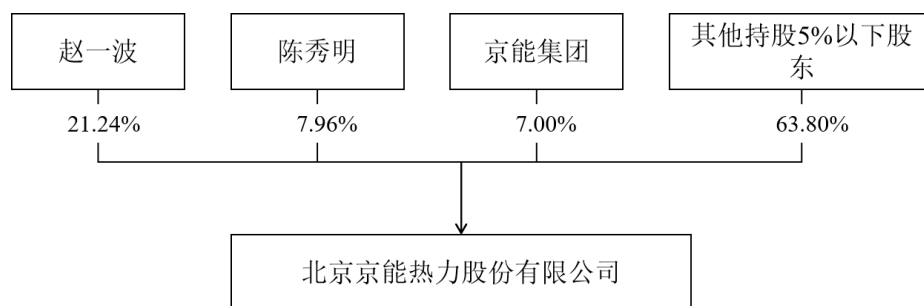 赵一波
陈秀明
京能集团
其他持股5%以下股
东
21.24%
7.96%
7.00%
63.80%
北京京能热力股份有限公司